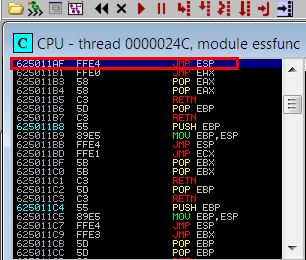 C CPU - thread 0000024C, module essfunc
625011AF FFE4 JMP ESP
625011B1 FFE0 JMP EAX
625011B3 58 POP EAX
625011B4 58 POP EAX
625011B5 C3 RETN
625011B6 5D POP EBP
625011B7 C3 RETN
625011B8 55 PUSH EBP
625011B9 89E5 MOV EBP,ESP
625011BB FFE4 JMP ESP
625011BD FFE1 JMP ECX
625011BF 5B POP EBX
625011C0 5B POP EBX
625011C1 C3 RETN
625011C2 5D POP EBP
625011C3 C3 RETN
625011C4 55 PUSH EBP
625011C5 89E5 MOV EBP,ESP
625011C7 FFE4 JMP ESP
625011C9 FFE3 JMP EBX
625011CB 5D POP EBP
625011CC 5D POP EBP